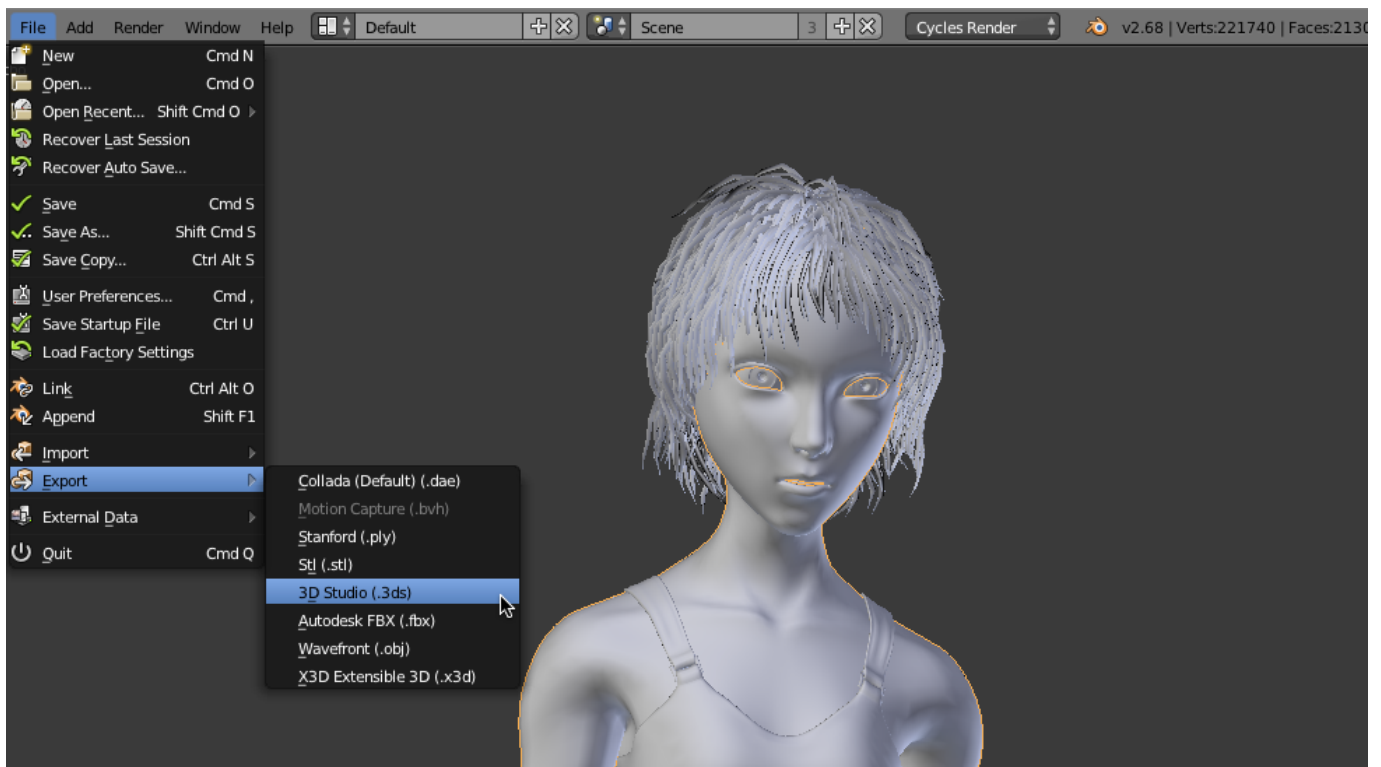 File Add Render Window Help Default Scene 3 Cycles Render v2.68 | Verts:221740 | Faces:2130
New Cmd N
Open... Cmd O
Open Recent... Shift Cmd O
Recover Last Session
Recover Auto Save...
Save Cmd S
Save As... Shift Cmd S
Save Copy... Ctrl Alt S
User Preferences... Cmd ,
Save Startup File Ctrl U
Load Factory Settings
Link Ctrl Alt O
Append Shift F1
Import
Export
External Data
Quit Cmd Q
Collada (Default) (.dae)
Motion Capture (.bvh)
Stanford (.ply)
Stl (.stl)
3D Studio (.3ds)
Autodesk FBX (.fbx)
Wavefront (.obj)
X3D Extensible 3D (.x3d)